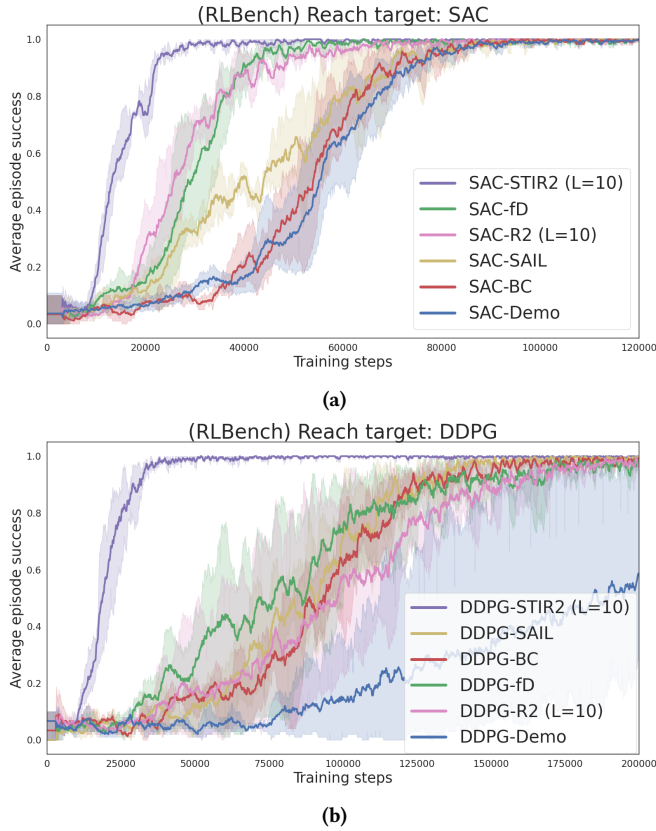 (RLBench) Reach target: SAC
Average episode success
1.0
0.8
0.6
0.4
0.2
0.0
SAC-STIR2 (L=10)
SAC-fD
SAC-R2 (L=10)
SAC-SAIL
SAC-BC
SAC-Demo
0
20000
40000
60000
80000
100000
120000
Training steps
(a)
(RLBench) Reach target: DDPG
Average episode success
1.0
0.8
0.6
0.4
0.2
0.0
DDPG-STIR2 (L=10)
DDPG-SAIL
DDPG-BC
DDPG-fD
DDPG-R2 (L=10)
DDPG-Demo
0
25000
50000
75000
100000
125000
150000
175000
200000
Training steps
(b)